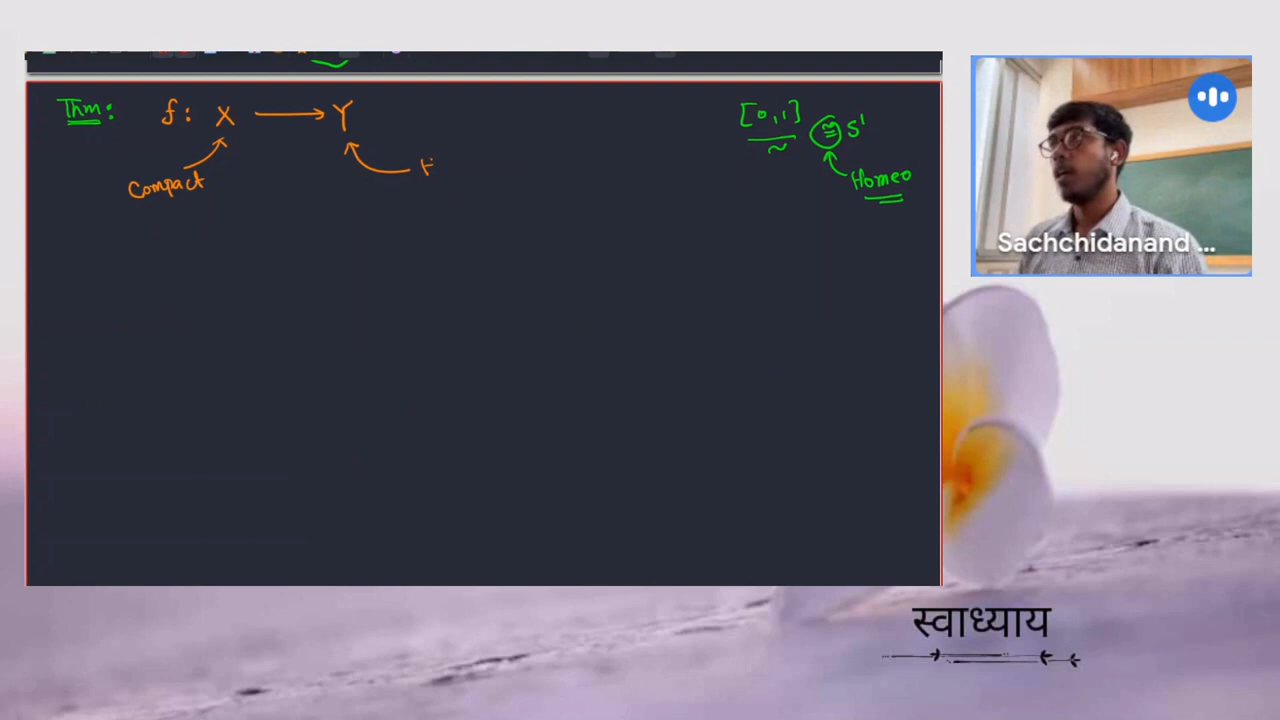 Thm: f: X → Y
[0,1]/~ ≅ S¹
Compact
Homeo
Sachchidanand ...
स्वाध्याय